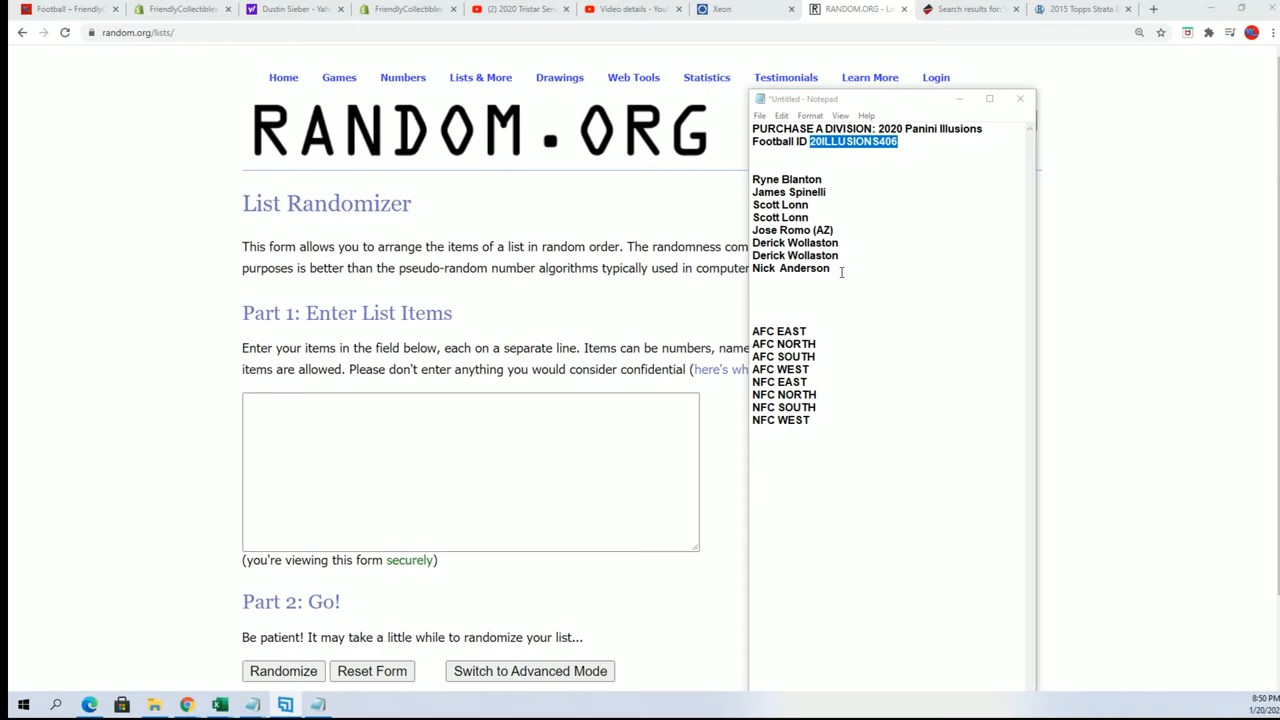 Football – FriendlyC
FriendlyCollectibles
Dustin Sieber - Yaho
FriendlyCollectibles
(2) 2020 Tristar Seri
Video details - YouT
Xeon
RANDOM.ORG - Li
Search results for:
2015 Topps Strata
random.org/lists/
Home Games Numbers Lists & More Drawings Web Tools Statistics Testimonials Learn More Login
RANDOM.ORG
List Randomizer
This form allows you to arrange the items of a list in random order. The randomness com
purposes is better than the pseudo-random number algorithms typically used in computer
Part 1: Enter List Items
Enter your items in the field below, each on a separate line. Items can be numbers, name
items are allowed. Please don't enter anything you would consider confidential (here's wh
(you're viewing this form securely)
Part 2: Go!
Be patient! It may take a little while to randomize your list...
Randomize Reset Form Switch to Advanced Mode
*Untitled - Notepad
File Edit Format View Help
PURCHASE A DIVISION: 2020 Panini Illusions
Football ID 20ILLUSIONS406
Ryne Blanton
James Spinelli
Scott Lonn
Scott Lonn
Jose Romo (AZ)
Derick Wollaston
Derick Wollaston
Nick Anderson
AFC EAST
AFC NORTH
AFC SOUTH
AFC WEST
NFC EAST
NFC NORTH
NFC SOUTH
NFC WEST
8:50 PM
1/20/202